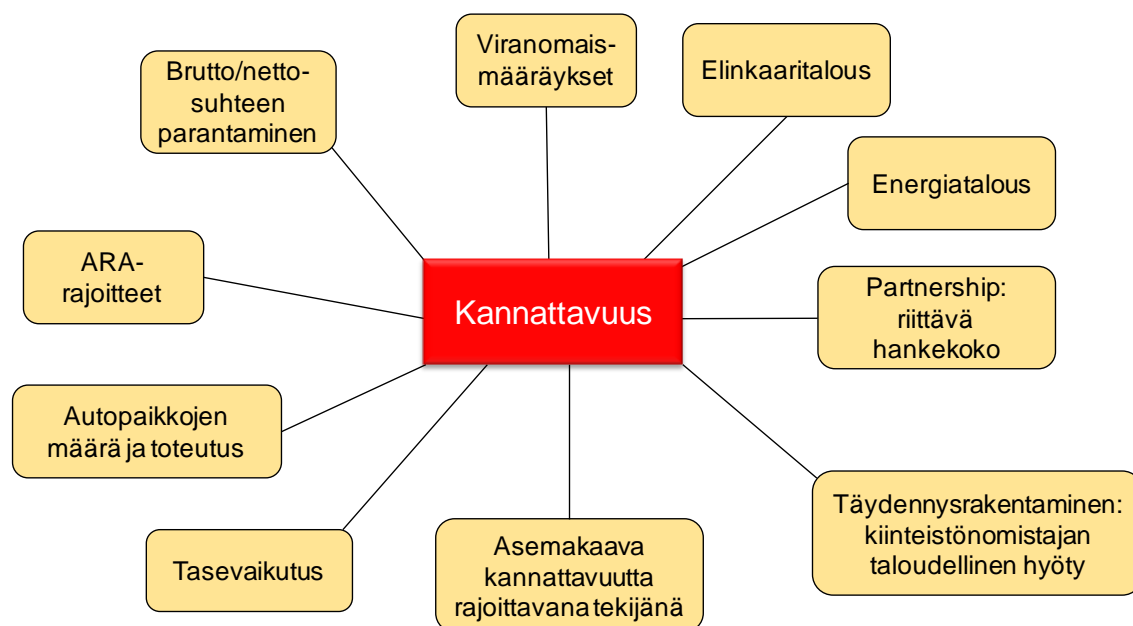 Viranomais-
määräykset
Elinkaaritalous
Brutto/netto-
suhteen
parantaminen
Energiatalous
ARA-
rajoitteet
Kannattavuus
Partnership:
riittävä
hankekoko
Autopaikkojen
määrä ja toteutus
Täydennysrakentaminen:
kiinteistönomistajan
taloudellinen hyöty
Tasevaikutus
Asemakaava
kannattavuutta
rajoittavana tekijänä